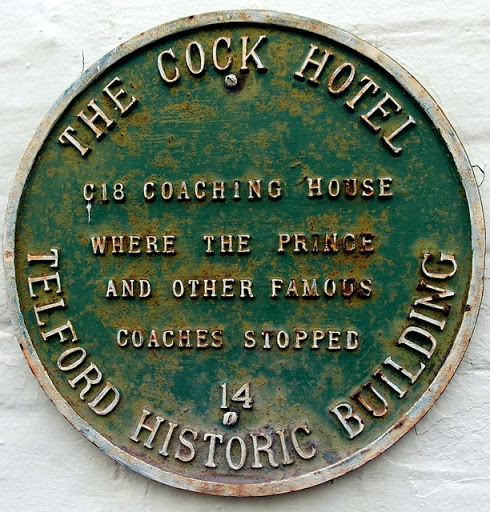 THE COCK HOTEL
C18 COACHING HOUSE
WHERE THE PRINCE
AND OTHER FAMOUS
COACHES STOPPED
14
TELFORD HISTORIC BUILDING